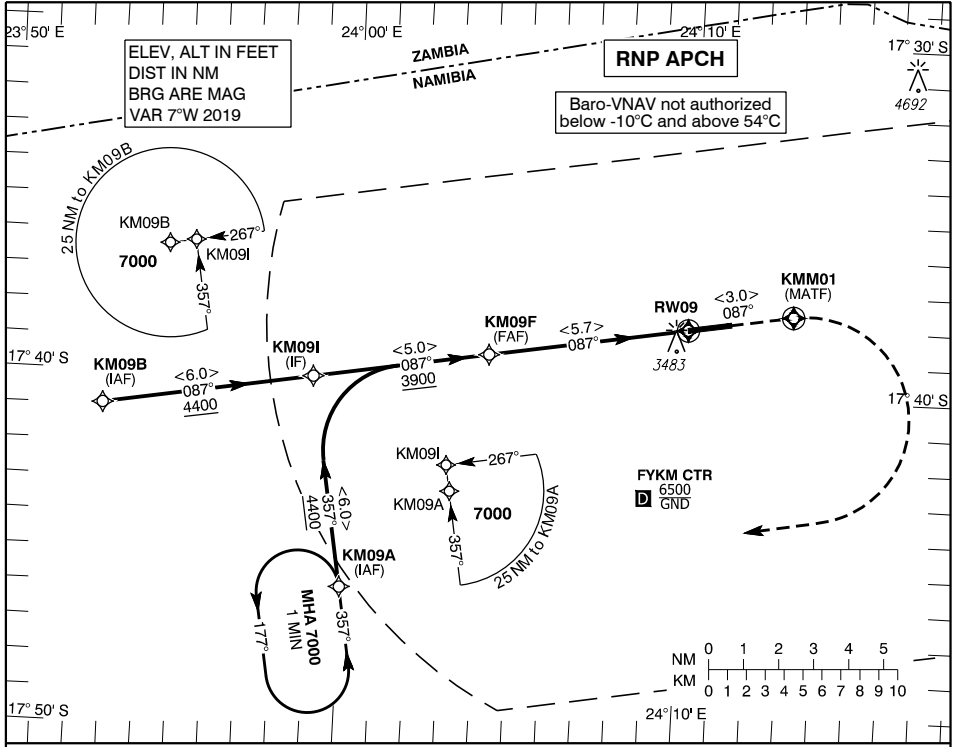 23° 50' E
24° 00' E
24° 10' E
ELEV, ALT IN FEET
DIST IN NM
BRG ARE MAG
VAR 7°W 2019
ZAMBIA
NAMIBIA
RNP APCH
17° 30' S
4692
Baro-VNAV not authorized
below -10°C and above 54°C
25 NM to KM09B
KM09B
267°
KM09I
7000
357°
KMM01
(MATF)
RW09
<3.0>
087°
KM09F
(FAF)
<5.7>
087°
3483
17° 40' S
KM09B
(IAF)
<6.0>
087°
4400
KM09I
(IF)
<5.0>
087°
3900
17° 40' S
KM09I
267°
KM09A
7000
357°
25 NM to KM09A
FYKM CTR
D 6500
GND
<6.0>
357°
4400
KM09A
(IAF)
MHA 7000
1 MIN
177°
357°
NM 0 1 2 3 4 5
KM 0 1 2 3 4 5 6 7 8 9 10
17° 50' S
24° 10' E